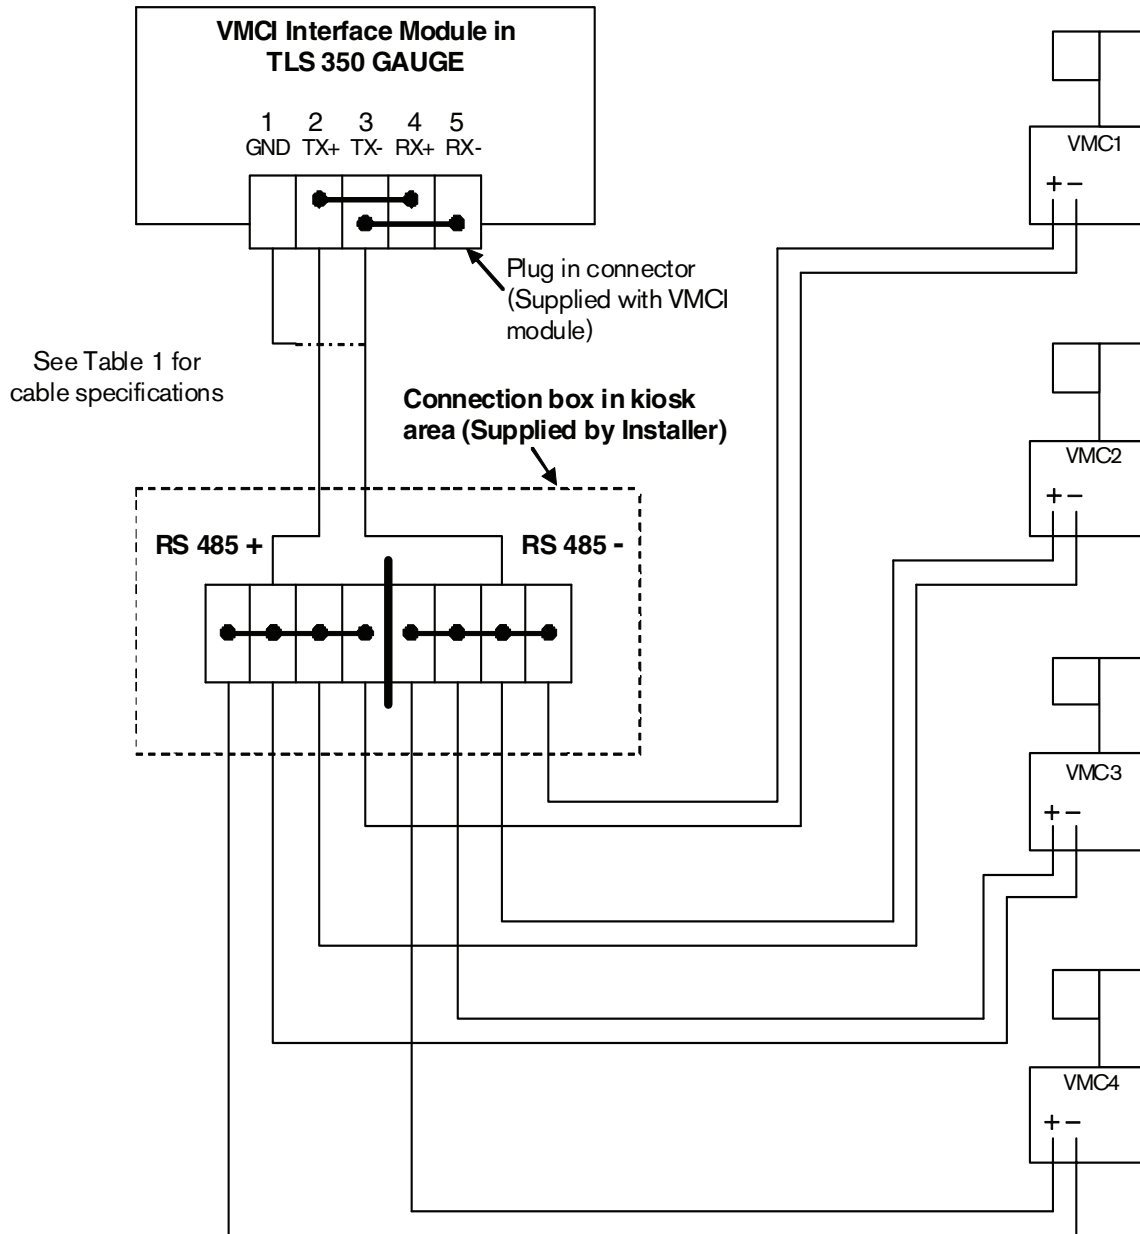 VMCI Interface Module in
TLS 350 GAUGE
1 2 3 4 5
GND TX+ TX- RX+ RX-
Plug in connector
(Supplied with VMCI
module)
See Table 1 for
cable specifications
Connection box in kiosk
area (Supplied by Installer)
RS 485 + RS 485 -
VMC1
+ −
VMC2
+ −
VMC3
+ −
VMC4
+ −